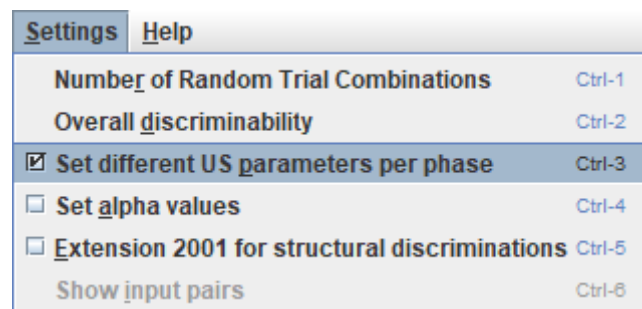 Settings Help
Number of Random Trial Combinations Ctrl-1
Overall discriminability Ctrl-2
Set different US parameters per phase Ctrl-3
Set alpha values Ctrl-4
Extension 2001 for structural discriminations Ctrl-5
Show input pairs Ctrl-6